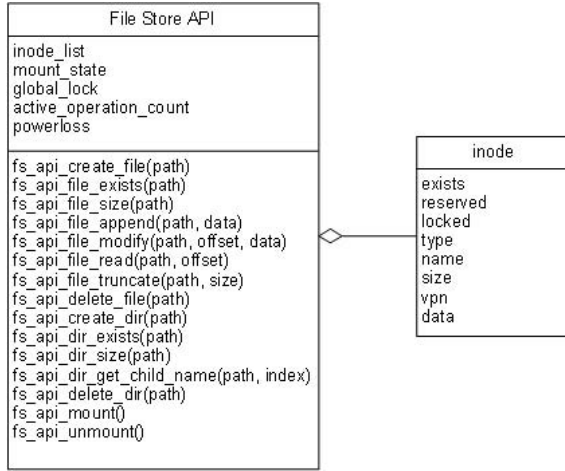 File Store API
inode_list
mount_state
global_lock
active_operation_count
powerloss
fs_api_create_file(path)
fs_api_file_exists(path)
fs_api_file_size(path)
fs_api_file_append(path, data)
fs_api_file_modify(path, offset, data)
fs_api_file_read(path, offset)
fs_api_file_truncate(path, size)
fs_api_delete_file(path)
fs_api_create_dir(path)
fs_api_dir_exists(path)
fs_api_dir_size(path)
fs_api_dir_get_child_name(path, index)
fs_api_delete_dir(path)
fs_api_mount()
fs_api_unmount()
inode
exists
reserved
locked
type
name
size
vpn
data